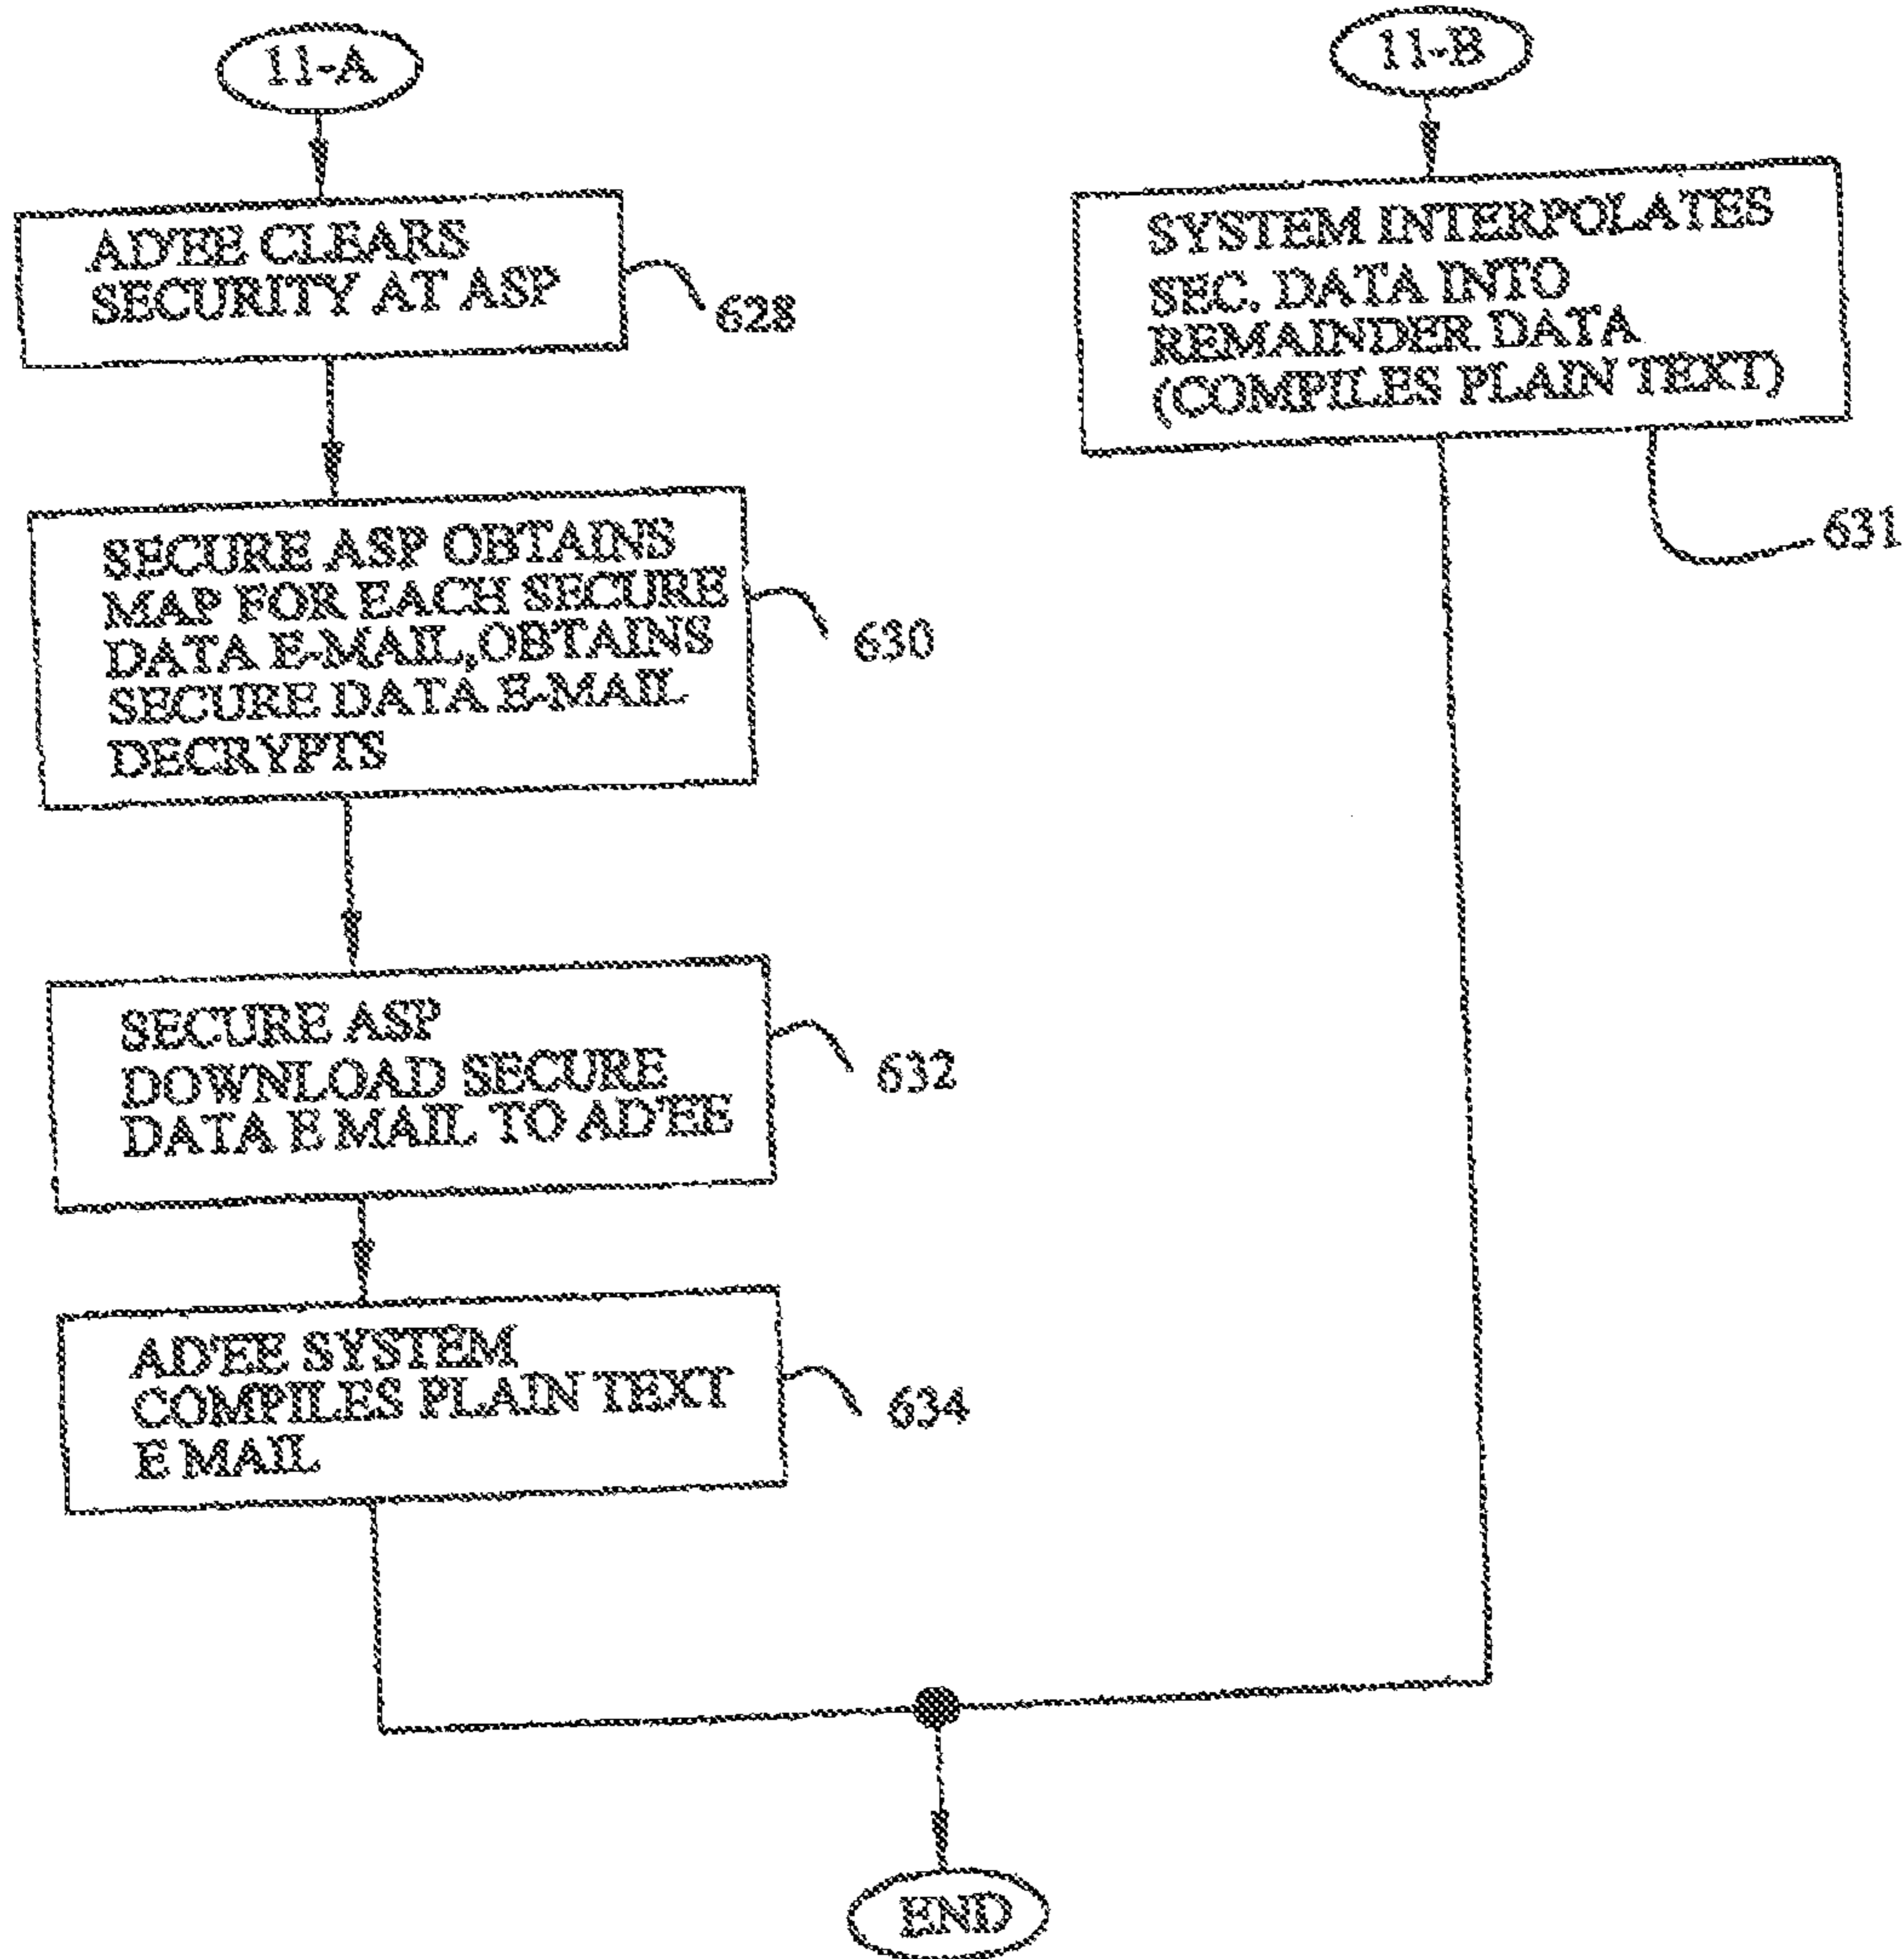 11-A
AD'EE CLEARS
SECURITY AT ASP
628
SECURE ASP OBTAINS
MAP FOR EACH SECURE
DATA E-MAIL,OBTAINS
SECURE DATA E-MAIL
DECRYPTS
630
SECURE ASP
DOWNLOAD SECURE
DATA E MAIL TO AD'EE
632
AD'EE SYSTEM
COMPILES PLAIN TEXT
E MAIL
634
11-B
SYSTEM INTERPOLATES
SEC. DATA INTO
REMAINDER DATA
(COMPILES PLAIN TEXT)
631
END